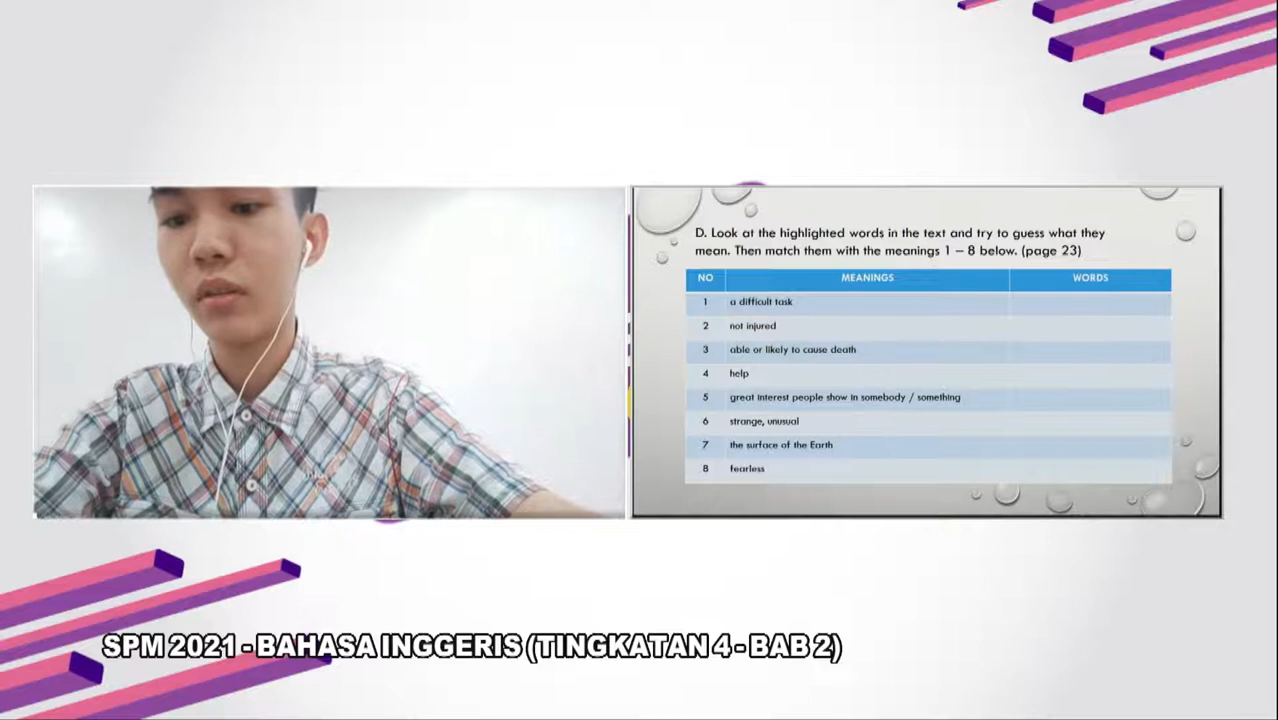 D. Look at the highlighted words in the text and try to guess what they
mean. Then match them with the meanings 1 – 8 below. (page 23)
NO MEANINGS WORDS
1 a difficult task
2 not injured
3 able or likely to cause death
4 help
5 great interest people show in somebody / something
6 strange, unusual
7 the surface of the Earth
8 fearless
SPM 2021 - BAHASA INGGERIS (TINGKATAN 4 - BAB 2)